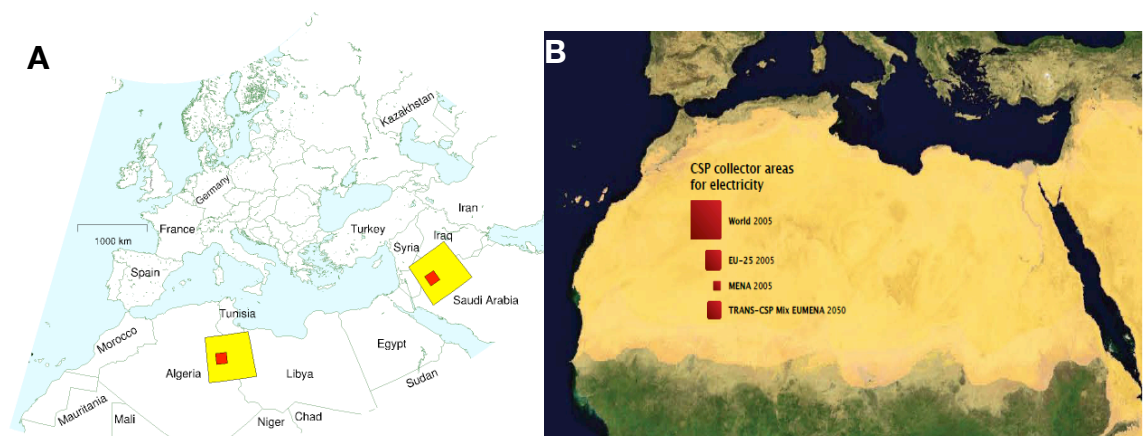 A
Kazakhstan
Germany
France
1000 km
Turkey
Iran
Iraq
Syria
Spain
Saudi Arabia
Tunisia
Morocco
Egypt
Algeria
Libya
Sudan
Mauritania
Mali
Niger
Chad
B
CSP collector areas
for electricity
World 2005
EU-25 2005
MENA 2005
TRANS-CSP Mix EUMENA 2050